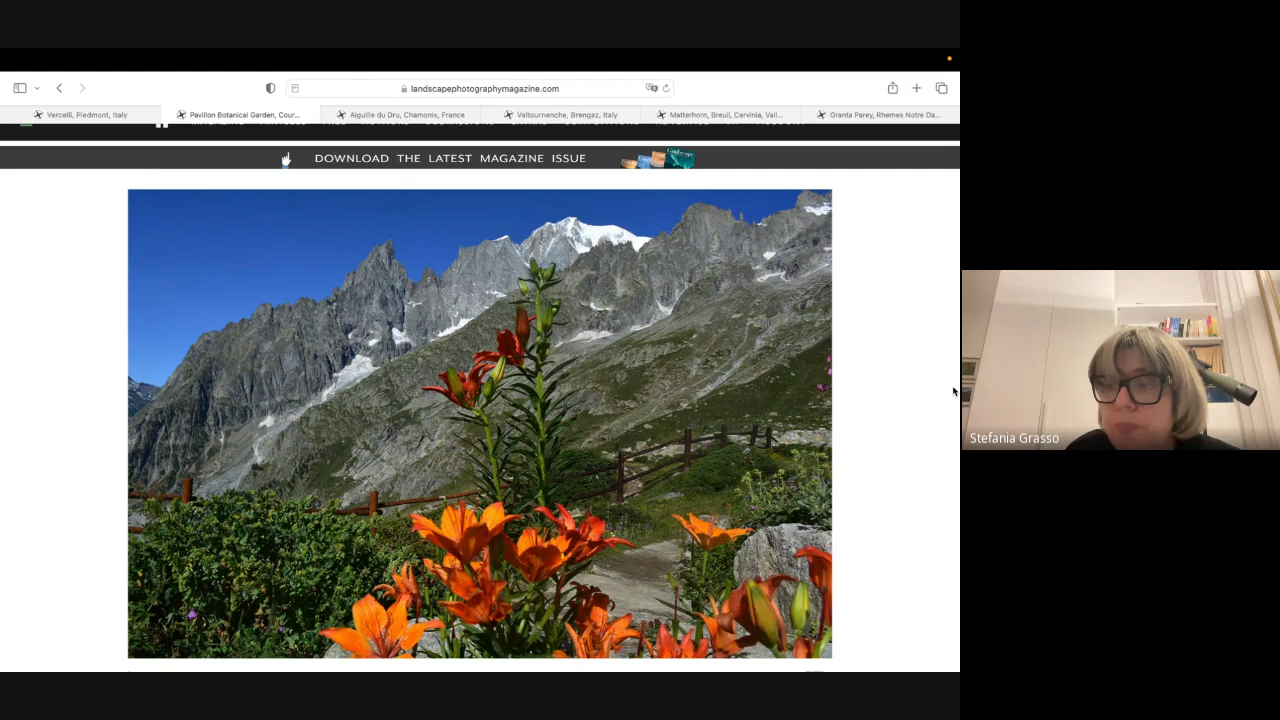 landscapephotographymagazine.com
Vercelli, Piedmont, Italy
Pavillon Botanical Garden, Cour...
Aiguille du Dru, Chamonix, France
Valtournenche, Brengaz, Italy
Matterhorn, Breuil, Cervinia, Vall...
Granta Parey, Rhemes Notre Da...
DOWNLOAD THE LATEST MAGAZINE ISSUE
Stefania Grasso